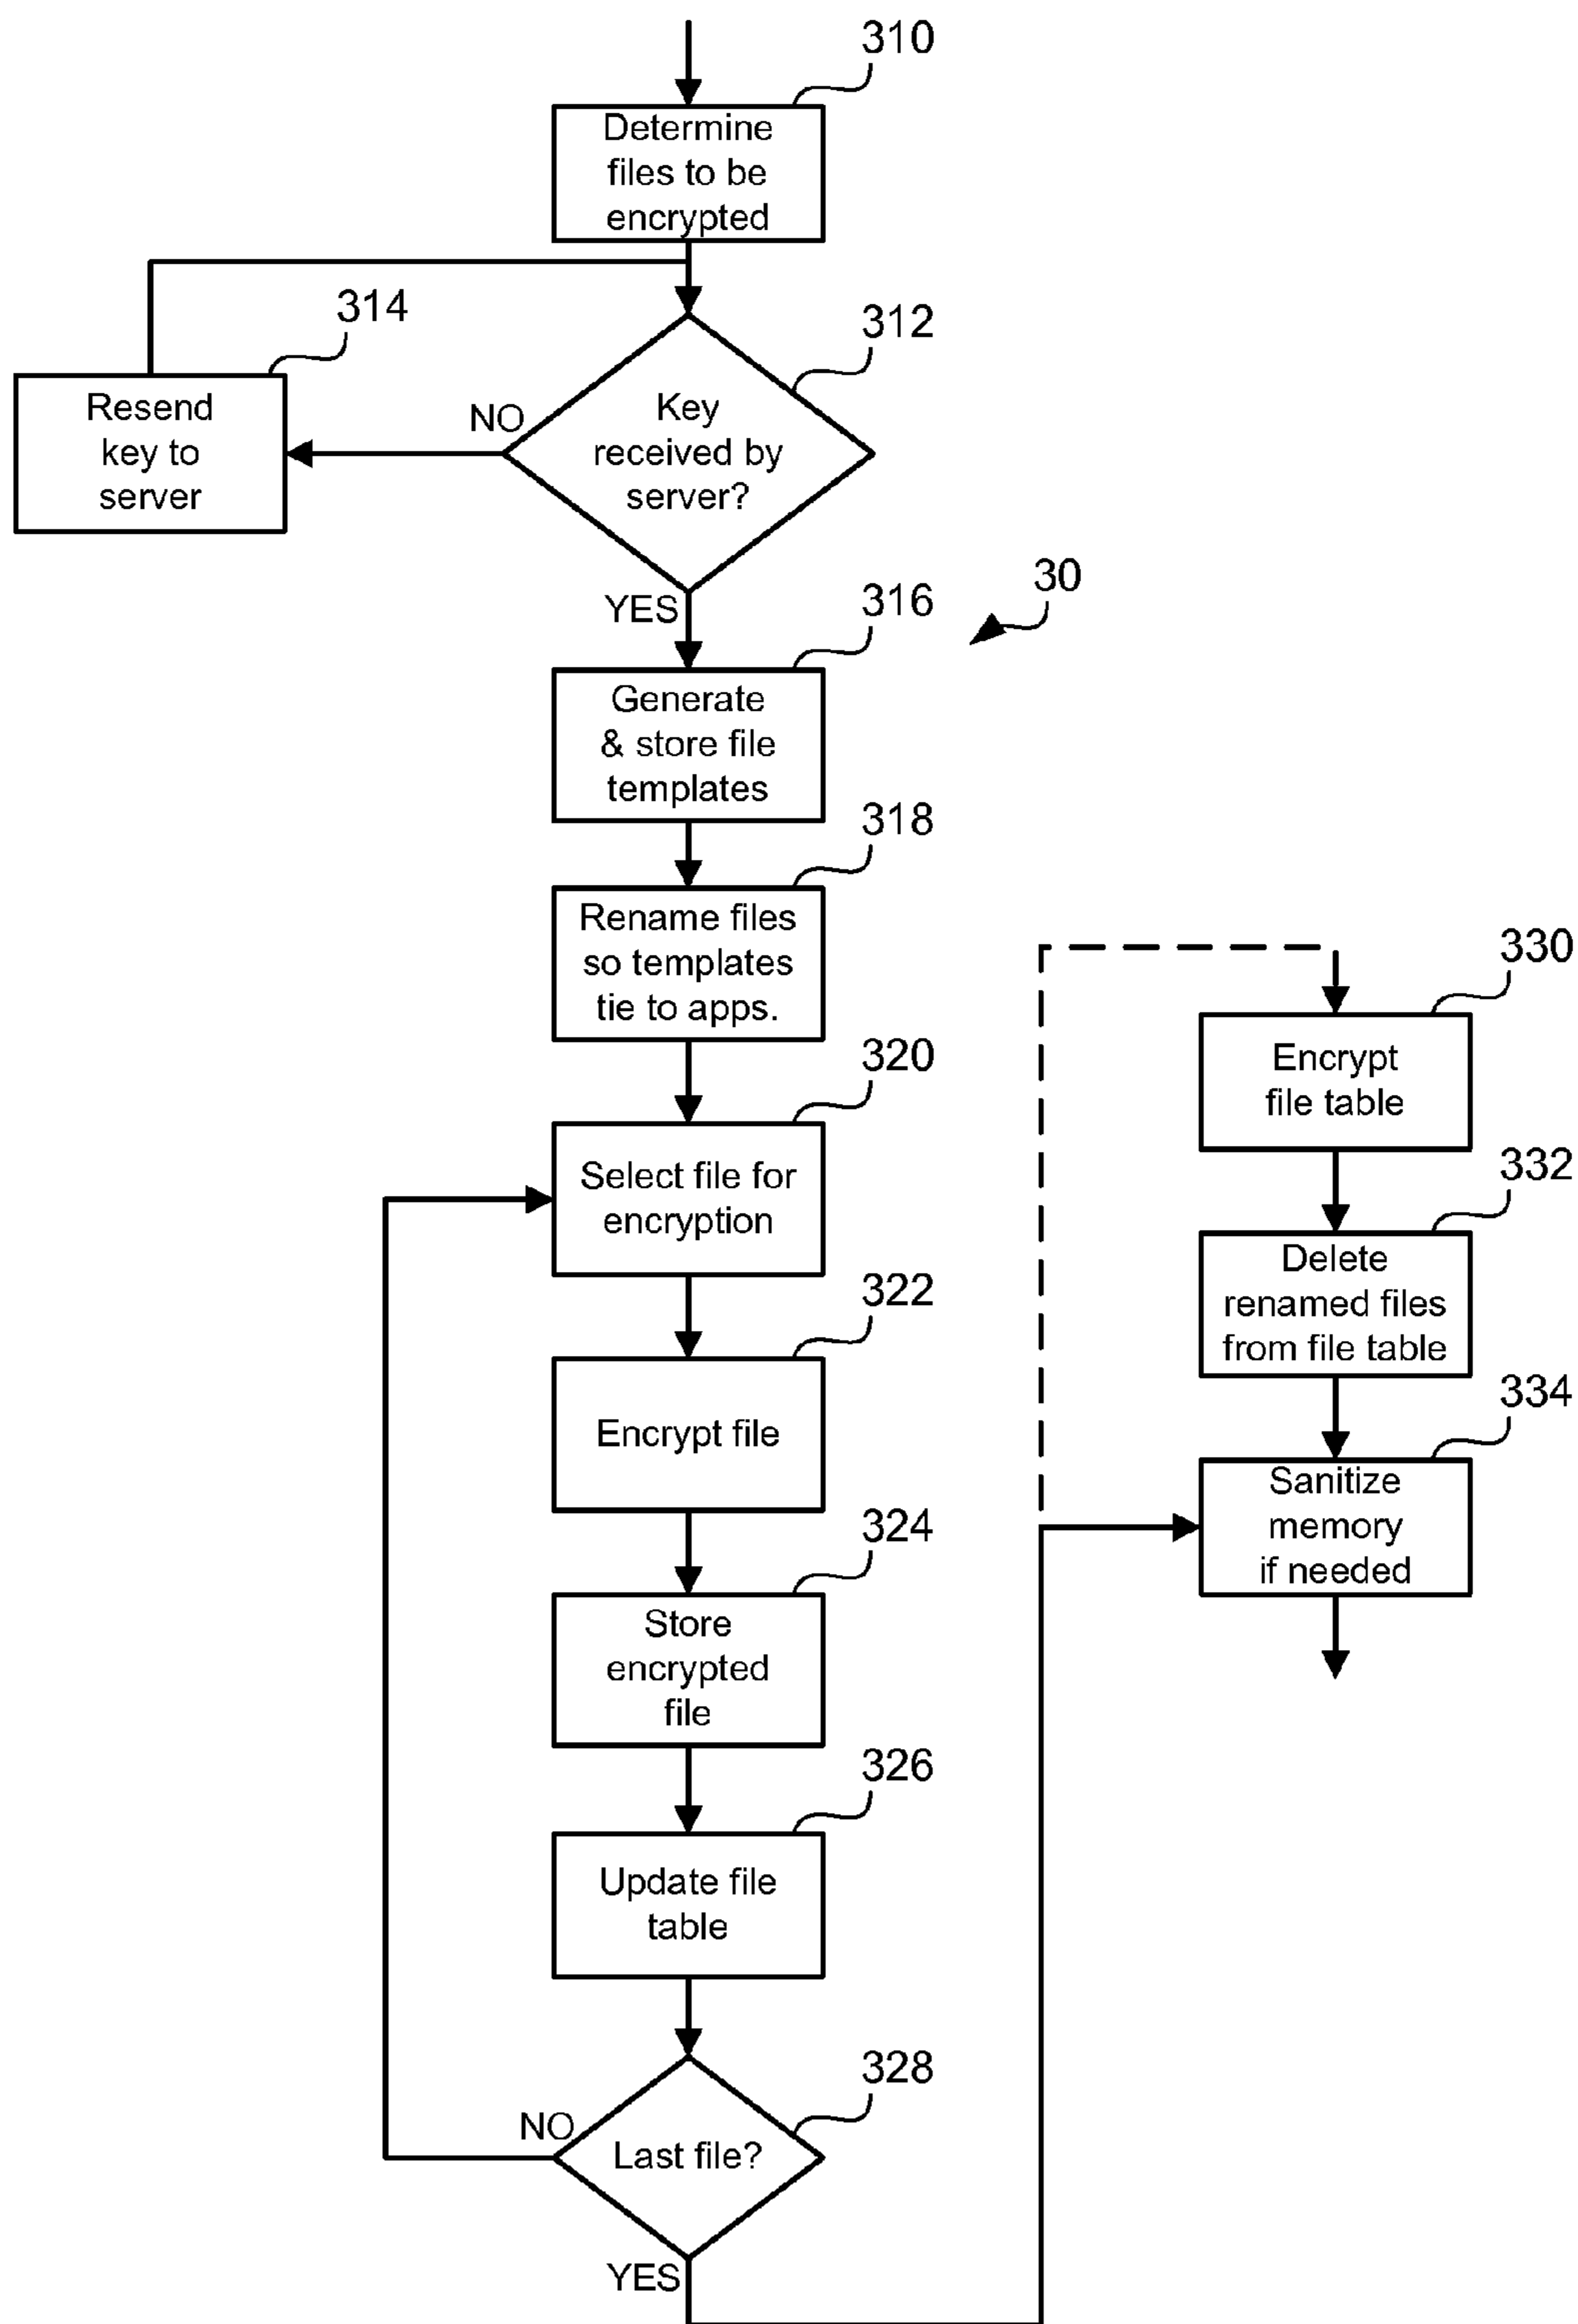 310
Determine
files to be
encrypted
314
312
Resend
key to
server
NO
Key
received by
server?
30
YES
316
Generate
& store file
templates
318
Rename files
so templates
tie to apps.
330
Encrypt
file table
320
Select file for
encryption
332
Delete
renamed files
from file table
322
Encrypt file
334
Sanitize
memory
if needed
324
Store
encrypted
file
326
Update file
table
328
NO
Last file?
YES